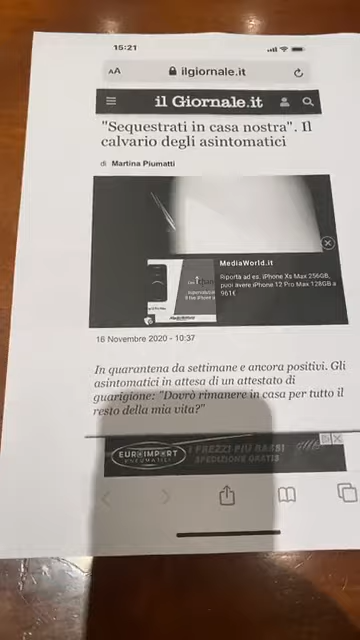 15:21
AA ilgiornale.it
il Giornale.it
"Sequestrati in casa nostra". Il
calvario degli asintomatici
di Martina Piumatti
MediaWorld.it
Riporta ad es. iPhone Xs Max 256GB,
puoi avere iPhone 12 Pro Max 128GB a
961€
16 Novembre 2020 - 10:37
In quarantena da settimane e ancora positivi. Gli
asintomatici in attesa di un attestato di
guarigione: "Dovrò rimanere in casa per tutto il
resto della mia vita?"
EUROIMPORT
PNEUMATICI
I PREZZI PIÙ BASSI
SPEDIZIONE GRATIS